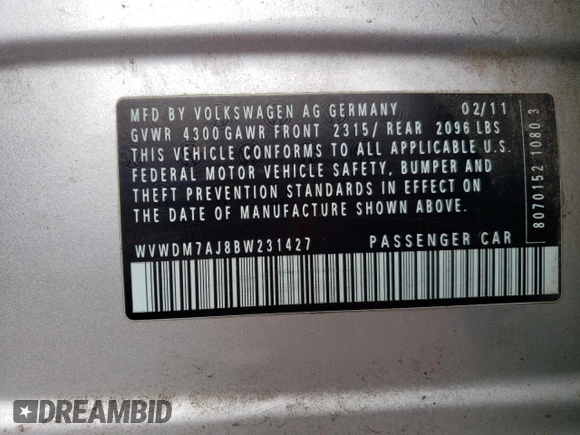 MFD BY VOLKSWAGEN AG GERMANY 02/11
GVWR 4300 GAWR FRONT 2315/ REAR 2096 LBS
THIS VEHICLE CONFORMS TO ALL APPLICABLE U.S.
FEDERAL MOTOR VEHICLE SAFETY, BUMPER AND
THEFT PREVENTION STANDARDS IN EFFECT ON
THE DATE OF MANUFACTURE SHOWN ABOVE.
WVWDM7AJ8BW231427 PASSENGER CAR
8070152 1080 3
DREAMBID